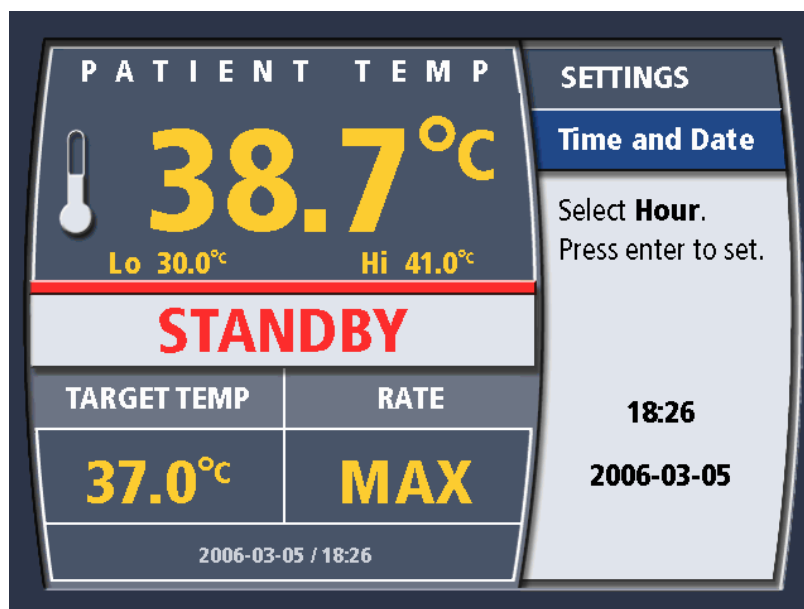 PATIENT TEMP
38.7°C
Lo 30.0°C Hi 41.0°C
STANDBY
TARGET TEMP RATE
37.0°C MAX
2006-03-05 / 18:26
SETTINGS
Time and Date
Select Hour.
Press enter to set.
18:26
2006-03-05